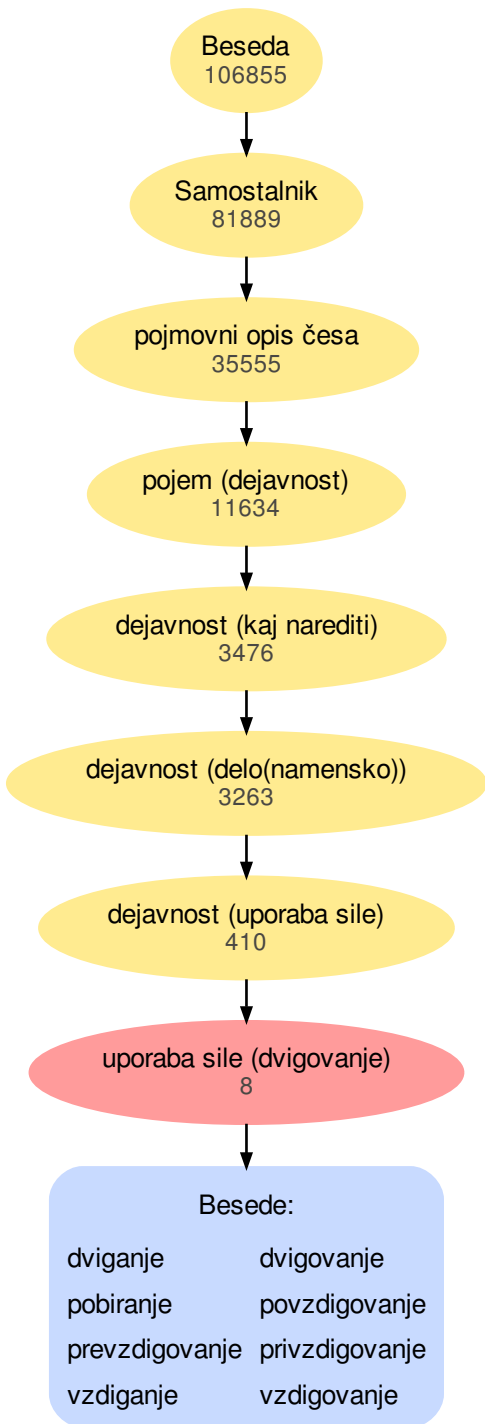 Beseda
106855
Samostalnik
81889
pojmovni opis česa
35555
pojem (dejavnost)
11634
dejavnost (kaj narediti)
3476
dejavnost (delo(namensko))
3263
dejavnost (uporaba sile)
410
uporaba sile (dvigovanje)
8
Besede:
dviganje dvigovanje
pobiranje povzdigovanje
prevzdigovanje privzdigovanje
vzdiganje vzdigovanje